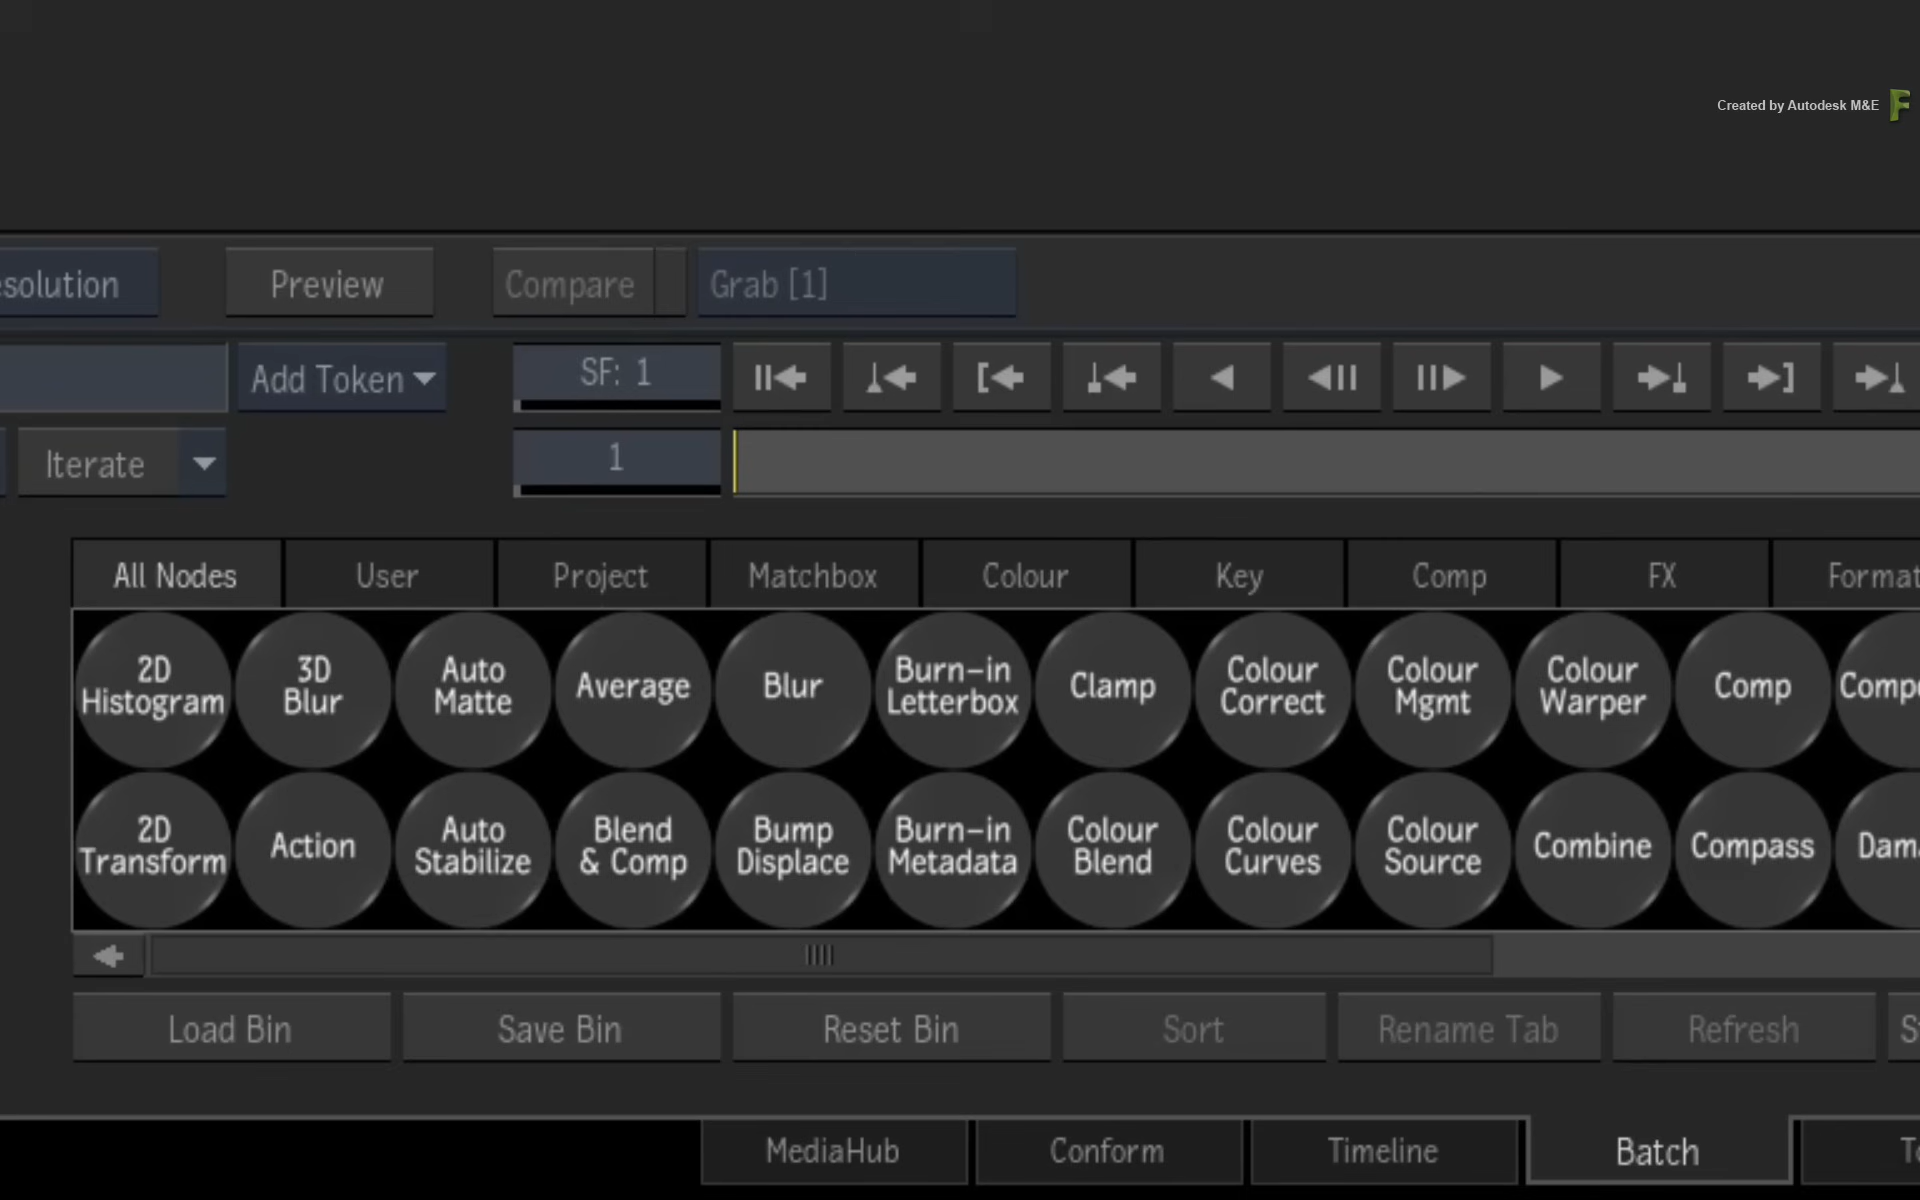 Created by Autodesk M&E
Preview
Compare
Grab [1]
Add Token
SF: 1
Iterate
1
All Nodes
User
Project
Matchbox
Colour
Key
Comp
FX
2D
Histogram
3D
Blur
Auto
Matte
Average
Blur
Burn-in
Letterbox
Clamp
Colour
Correct
Colour
Mgmt
Colour
Warper
Comp
2D
Transform
Action
Auto
Stabilize
Blend
& Comp
Bump
Displace
Burn-in
Metadata
Colour
Blend
Colour
Curves
Colour
Source
Combine
Compass
Load Bin
Save Bin
Reset Bin
Sort
Rename Tab
Refresh
MediaHub
Conform
Timeline
Batch